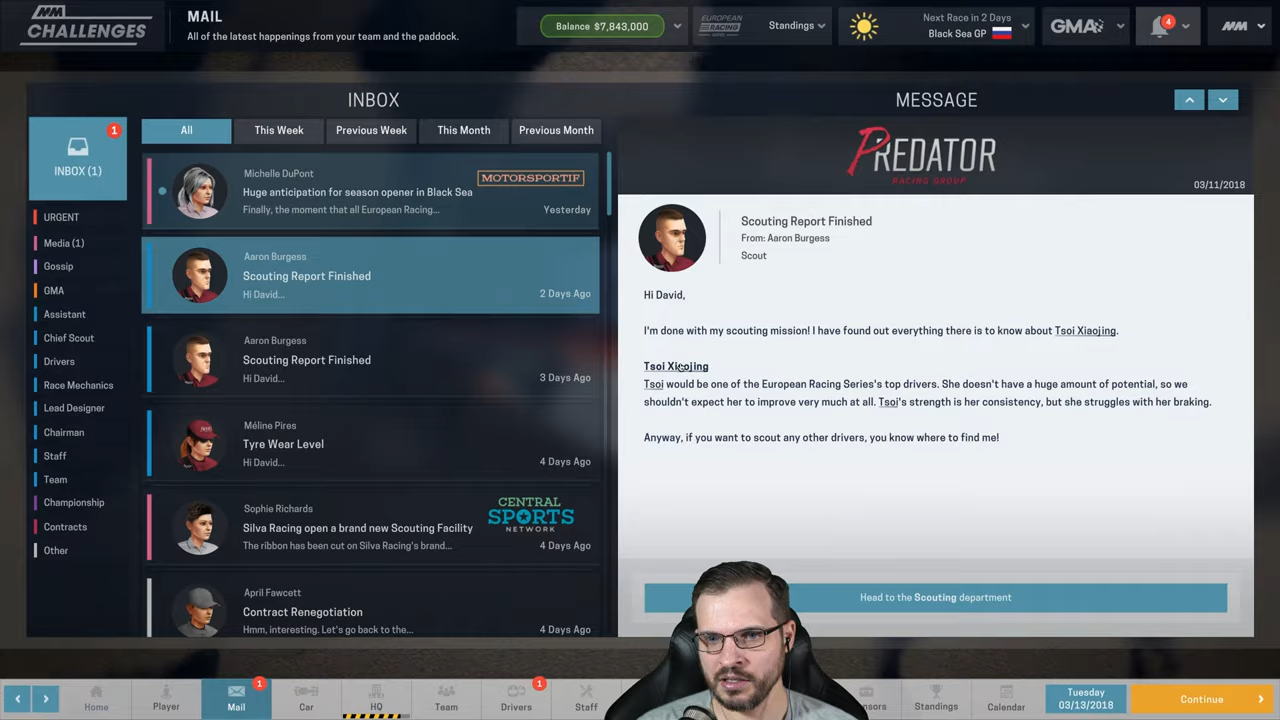 MM
CHALLENGES
MAIL
All of the latest happenings from your team and the paddock.
Balance $7,843,000
EUROPEAN
RACING
SERIES
Standings
Next Race in 2 Days
Black Sea GP
GMA
4
MM
INBOX
MESSAGE
1
INBOX (1)
URGENT
Media (1)
Gossip
GMA
Assistant
Chief Scout
Drivers
Race Mechanics
Lead Designer
Chairman
Staff
Team
Championship
Contracts
Other
All
This Week
Previous Week
This Month
Previous Month
Michelle DuPont
Huge anticipation for season opener in Black Sea
Finally, the moment that all European Racing...
MOTORSPORTIF
Yesterday
Aaron Burgess
Scouting Report Finished
Hi David...
2 Days Ago
Aaron Burgess
Scouting Report Finished
Hi David...
3 Days Ago
Méline Pires
Tyre Wear Level
Hi David...
4 Days Ago
Sophie Richards
Silva Racing open a brand new Scouting Facility
The ribbon has been cut on Silva Racing's brand...
CENTRAL
SPORTS
NETWORK
4 Days Ago
April Fawcett
Contract Renegotiation
Hmm, interesting. Let's go back to the...
4 Days Ago
PREDATOR
RACING GROUP
03/11/2018
Scouting Report Finished
From: Aaron Burgess
Scout
Hi David,
I'm done with my scouting mission! I have found out everything there is to know about Tsoi Xiaojing.
Tsoi Xiaojing
Tsoi would be one of the European Racing Series's top drivers. She doesn't have a huge amount of potential, so we
shouldn't expect her to improve very much at all. Tsoi's strength is her consistency, but she struggles with her braking.
Anyway, if you want to scout any other drivers, you know where to find me!
Head to the Scouting department
Home
Player
Mail
1
Car
HQ
Team
Drivers
1
Staff
Standings
Calendar
Tuesday
03/13/2018
Continue